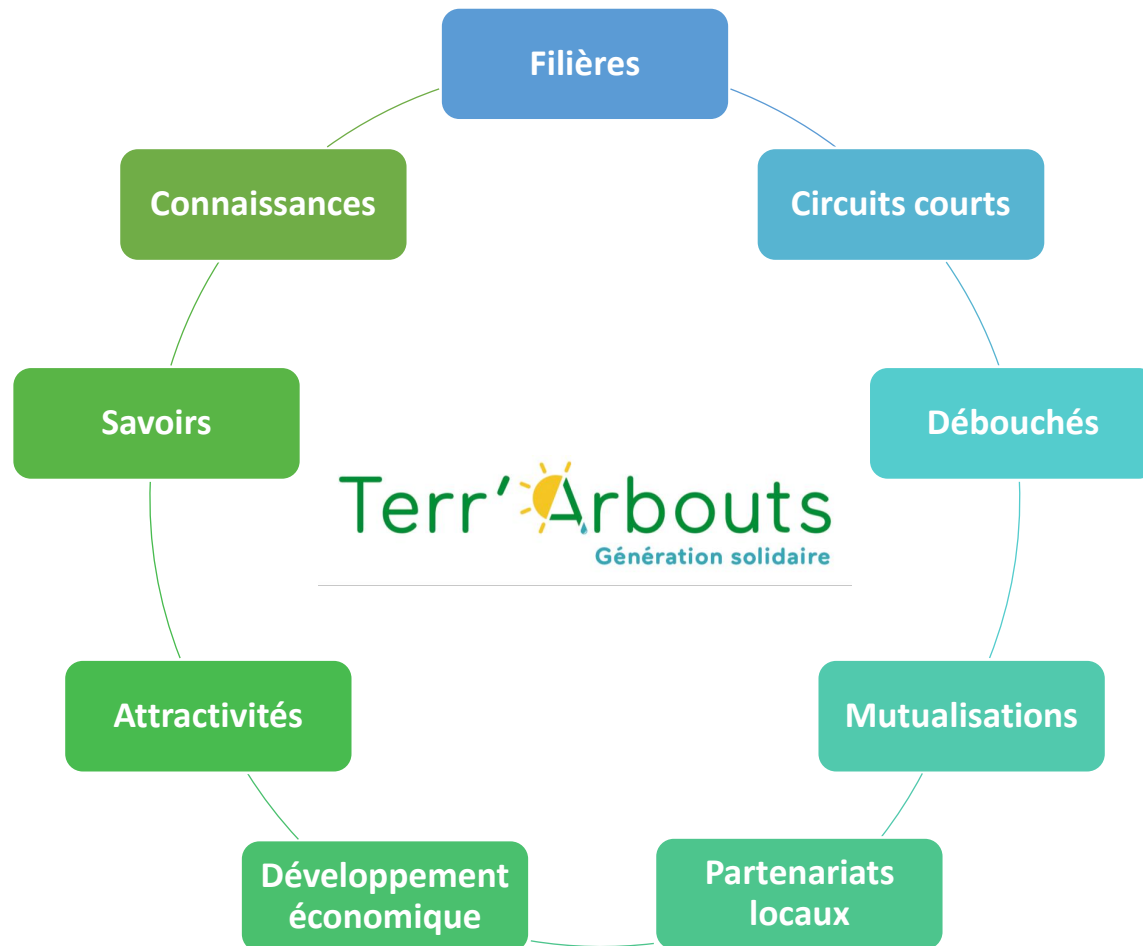 Filières
Connaissances
Circuits courts
Savoirs
Débouchés
Terr'Arbouts
Génération solidaire
Attractivités
Mutualisations
Développement
économique
Partenariats
locaux